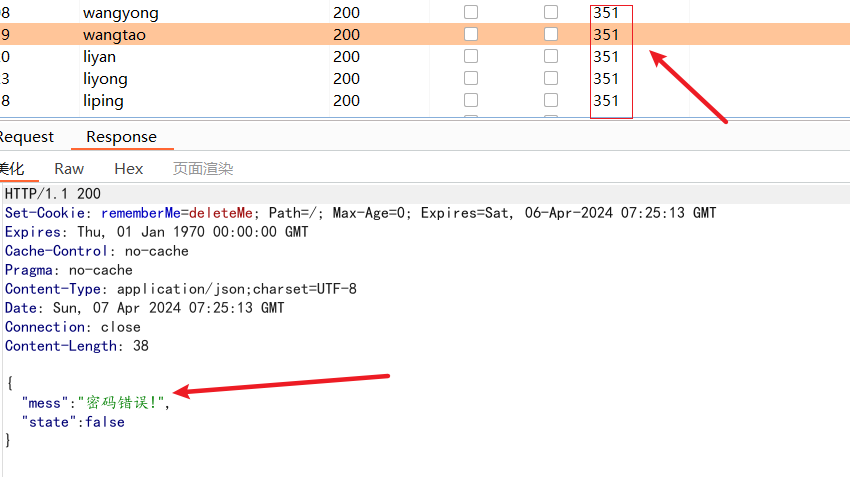 08 wangyong 200 351
9 wangtao 200 351
0 liyan 200 351
3 liyong 200 351
8 liping 200 351
Request Response
美化 Raw Hex 页面渲染
HTTP/1.1 200
Set-Cookie: rememberMe=deleteMe; Path=/; Max-Age=0; Expires=Sat, 06-Apr-2024 07:25:13 GMT
Expires: Thu, 01 Jan 1970 00:00:00 GMT
Cache-Control: no-cache
Pragma: no-cache
Content-Type: application/json;charset=UTF-8
Date: Sun, 07 Apr 2024 07:25:13 GMT
Connection: close
Content-Length: 38
{
"mess":"密码错误!",
"state":false
}